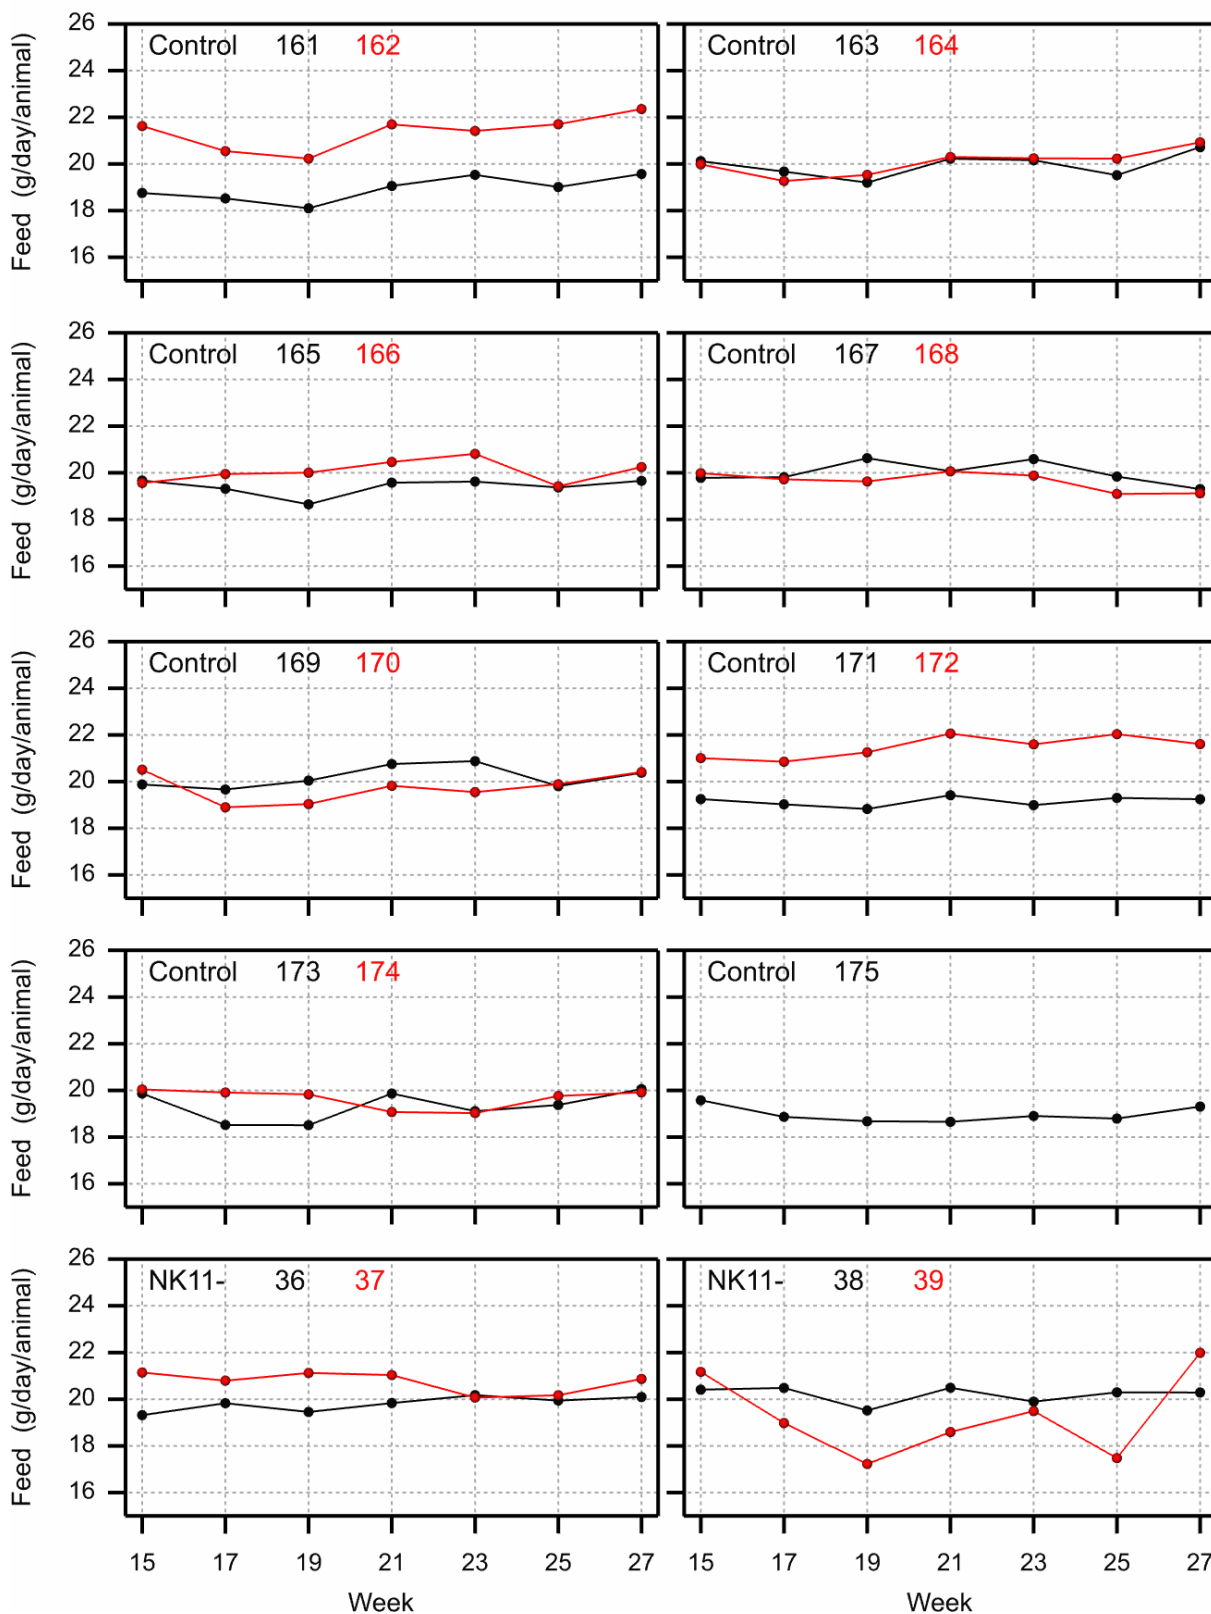 26
24
22
20
18
16
Feed (g/day/animal)
Control 161 162
Control 163 164
26
24
22
20
18
16
Feed (g/day/animal)
Control 165 166
Control 167 168
26
24
22
20
18
16
Feed (g/day/animal)
Control 169 170
Control 171 172
26
24
22
20
18
16
Feed (g/day/animal)
Control 173 174
Control 175
26
24
22
20
18
16
Feed (g/day/animal)
NK11- 36 37
NK11- 38 39
15 17 19 21 23 25 27
15 17 19 21 23 25 27
Week
Week